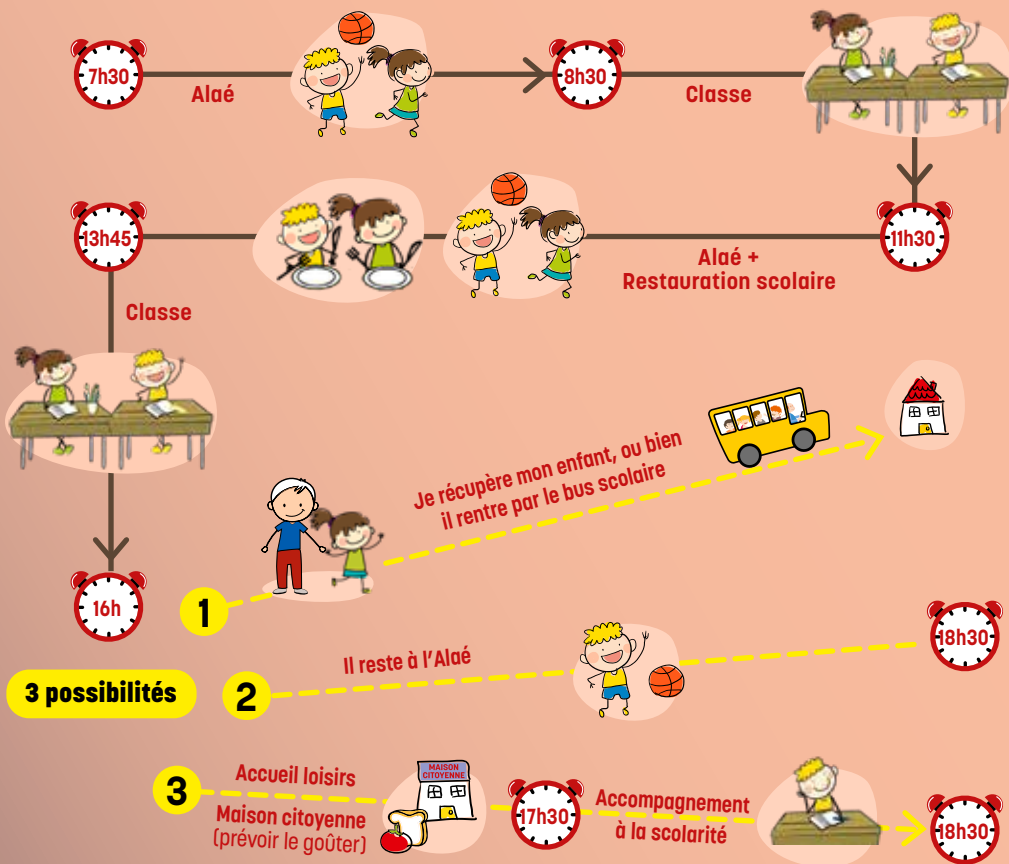 7h30
Alaé
8h30
Classe
11h30
Alaé +
Restauration scolaire
13h45
Classe
16h
3 possibilités
1
Je récupère mon enfant, ou bien
il rentre par le bus scolaire
2
Il reste à l'Alaé
18h30
3
Accueil loisirs
Maison citoyenne
(prévoir le goûter)
MAISON
CITOYENNE
17h30
Accompagnement
à la scolarité
18h30